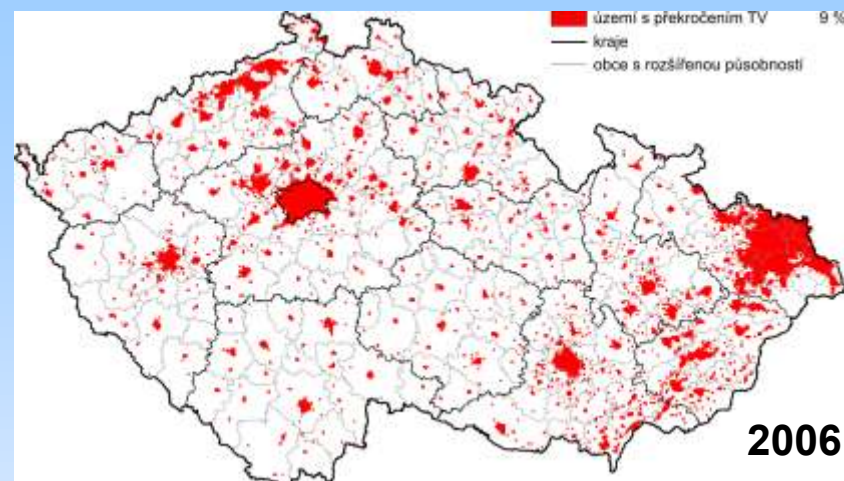 území s překročením TV 9 %
kraje
obce s rozšířenou působností
2006